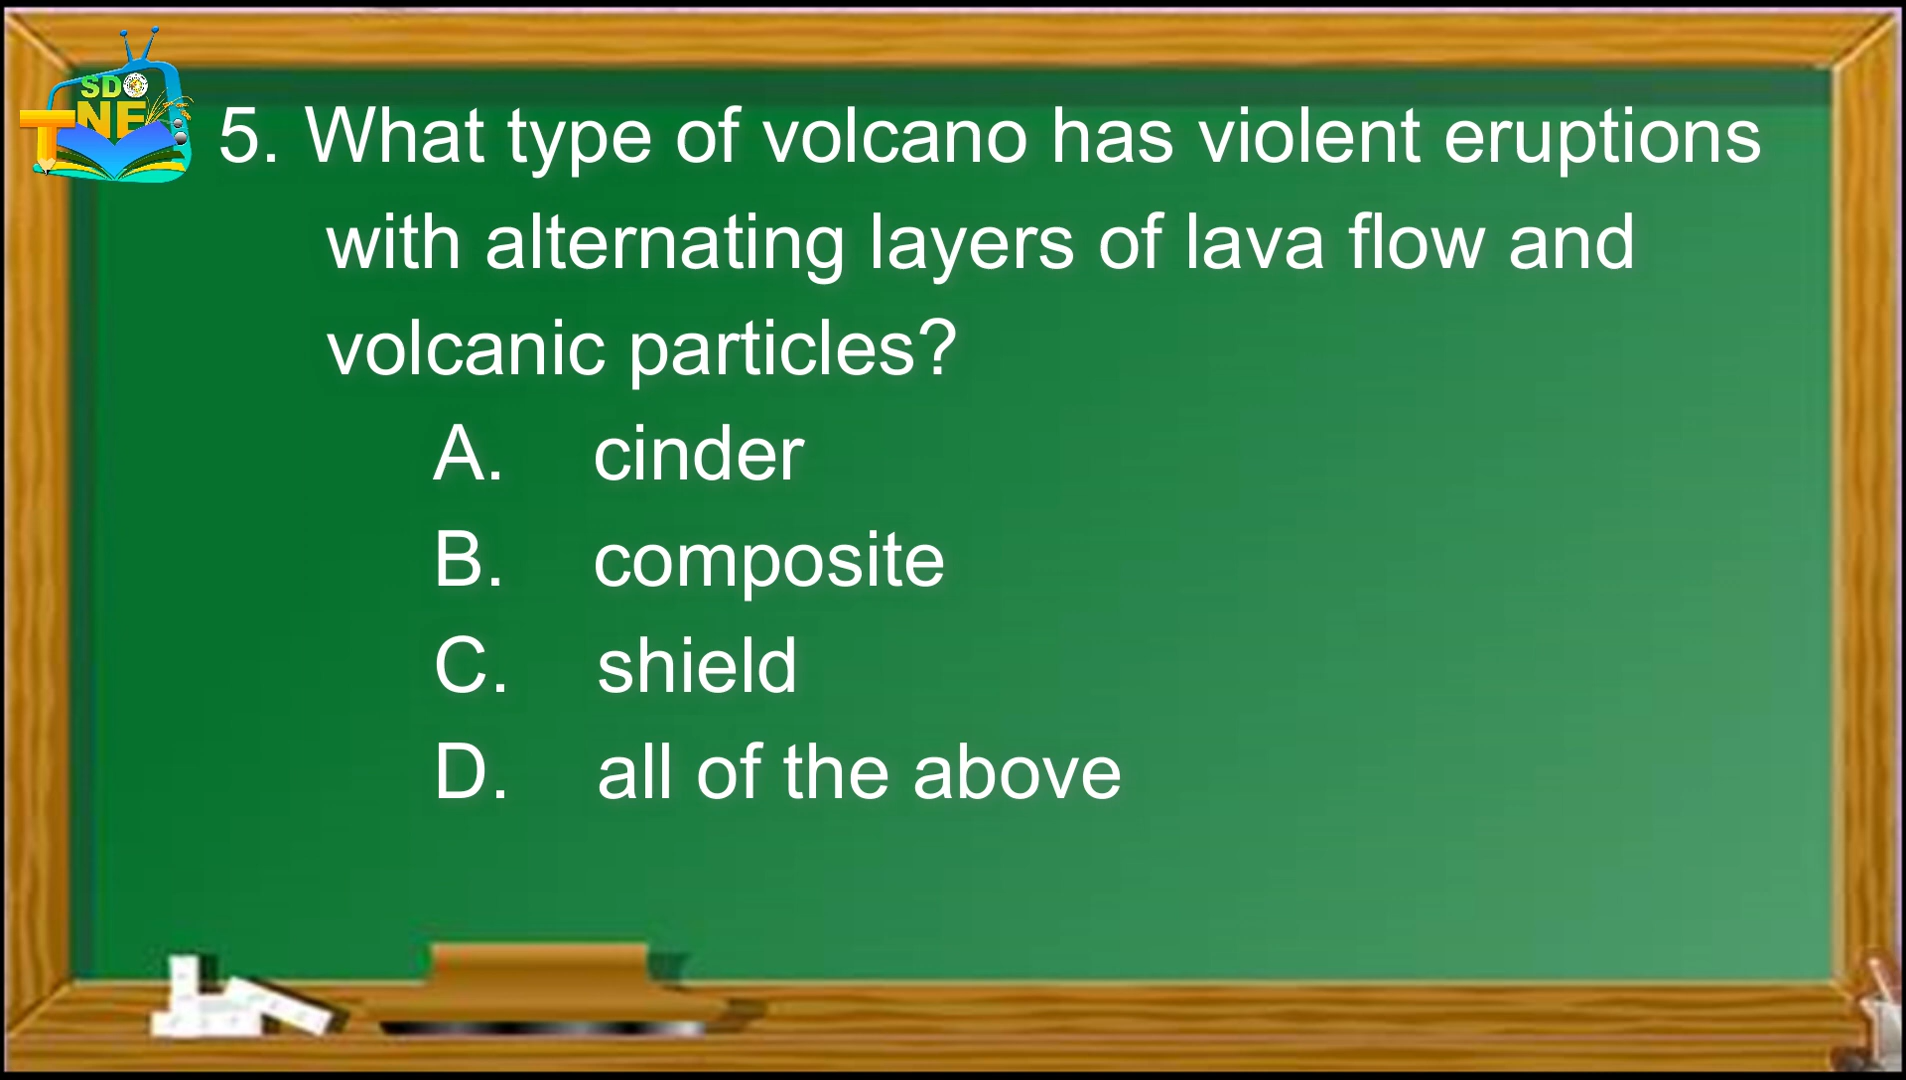 SDO
TNE
5. What type of volcano has violent eruptions
with alternating layers of lava flow and
volcanic particles?
A. cinder
B. composite
C. shield
D. all of the above